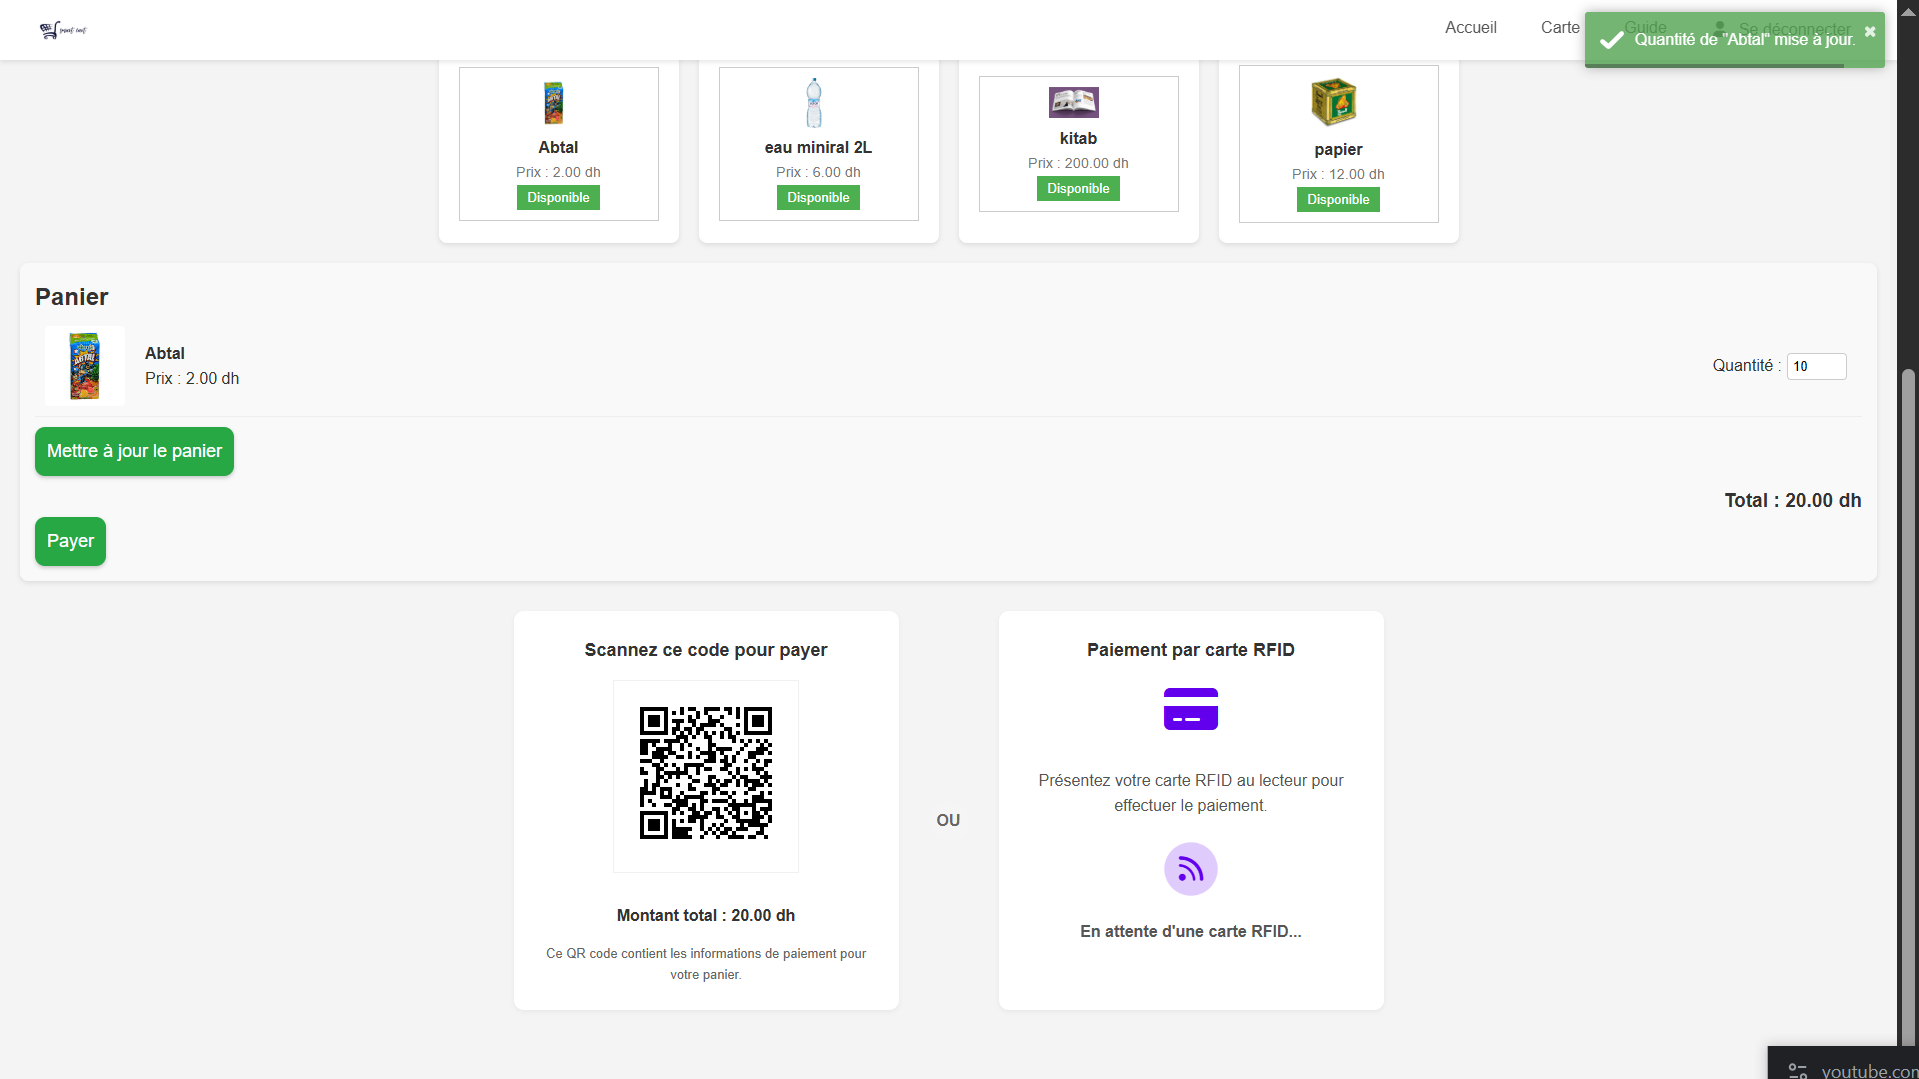 Accueil
Carte
Guide
Se déconnecter
Quantité de "Abtal" mise à jour.
Abtal
Prix : 2.00 dh
Disponible
eau miniral 2L
Prix : 6.00 dh
Disponible
kitab
Prix : 200.00 dh
Disponible
papier
Prix : 12.00 dh
Disponible
Panier
Abtal
Prix : 2.00 dh
Quantité : 10
Mettre à jour le panier
Total : 20.00 dh
Payer
Scannez ce code pour payer
Montant total : 20.00 dh
Ce QR code contient les informations de paiement pour
votre panier.
OU
Paiement par carte RFID
Présentez votre carte RFID au lecteur pour
effectuer le paiement.
En attente d'une carte RFID...
youtube.com